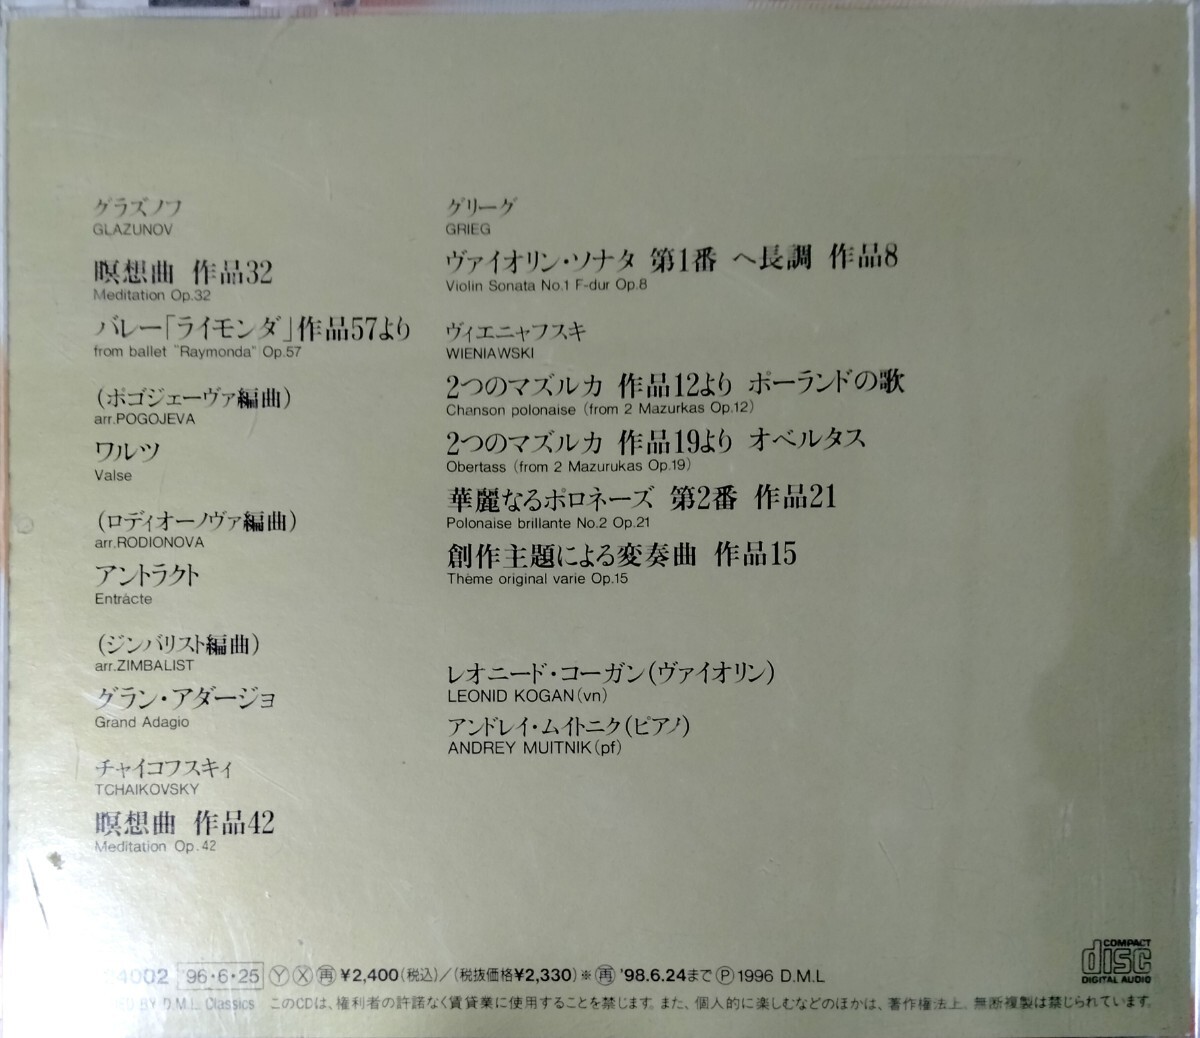 グラズノフ
GLAZUNOV
瞑想曲 作品32
Meditation Op.32
バレー「ライモンダ」作品57より
from ballet "Raymonda" Op.57
(ポゴジェーヴァ編曲)
arr.POGOJEVA
ワルツ
Valse
(ロディオーノヴァ編曲)
arr.RODIONOVA
アントラクト
Entràcte
(ジンバリスト編曲)
arr.ZIMBALIST
グラン・アダージョ
Grand Adagio
チャイコフスキィ
TCHAIKOVSKY
瞑想曲 作品42
Meditation Op.42
グリーグ
GRIEG
ヴァイオリン・ソナタ 第1番 ヘ長調 作品8
Violin Sonata No.1 F-dur Op.8
ヴィエニャフスキ
WIENIAWSKI
2つのマズルカ 作品12より ポーランドの歌
Chanson polonaise (from 2 Mazurkas Op.12)
2つのマズルカ 作品19より オベルタス
Obertass (from 2 Mazurukas Op.19)
華麗なるポロネーズ 第2番 作品21
Polonaise brillante No.2 Op.21
創作主題による変奏曲 作品15
Thème original varie Op.15
レオニード・コーガン(ヴァイオリン)
LEONID KOGAN(vn)
アンドレイ・ムイトニク(ピアノ)
ANDREY MUITNIK(pf)
COMPACT
disc
DIGITAL AUDIO
4002 '96・6・25 Ⓨ Ⓧ ㊢ ¥2,400(税込)/(税抜価格¥2,330)※ '98.6.24まで Ⓟ 1996 D.M.L
BY D.M.L Classics このCDは、権利者の許諾なく賃貸業に使用することを禁じます。また、個人的に楽しむなどのほかは、著作権法上、無断複製は禁じられています。